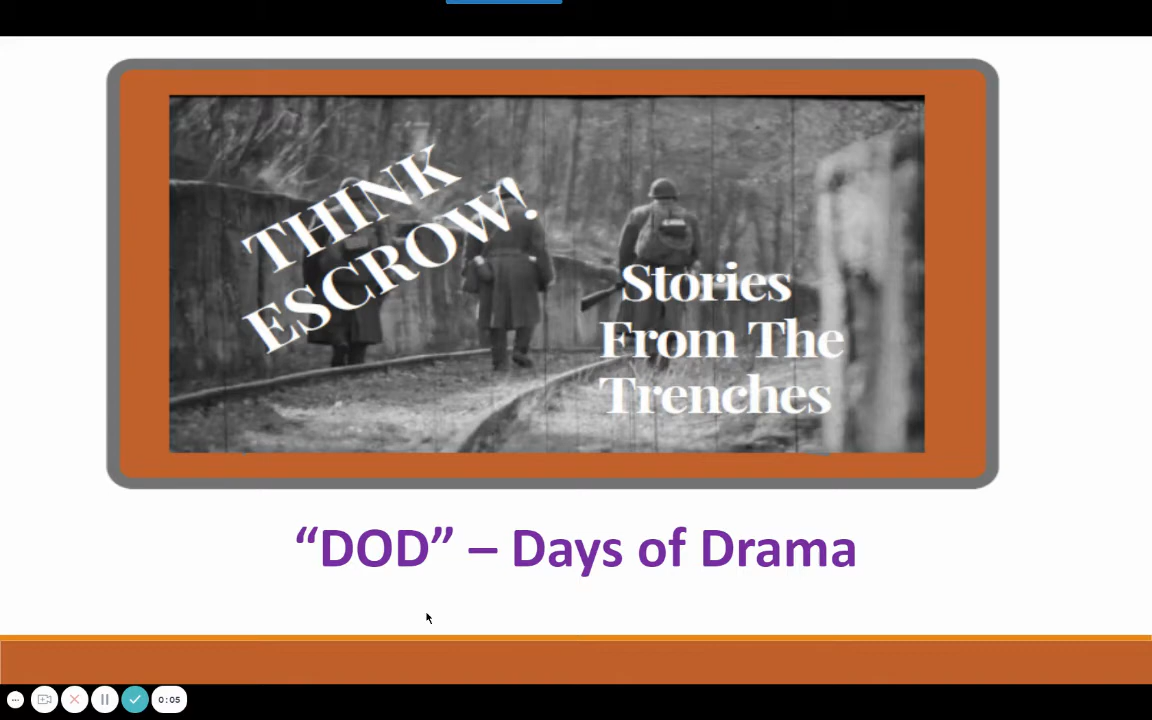 THINK
ESCROW!
Stories
From The
Trenches
“DOD” – Days of Drama
0:05